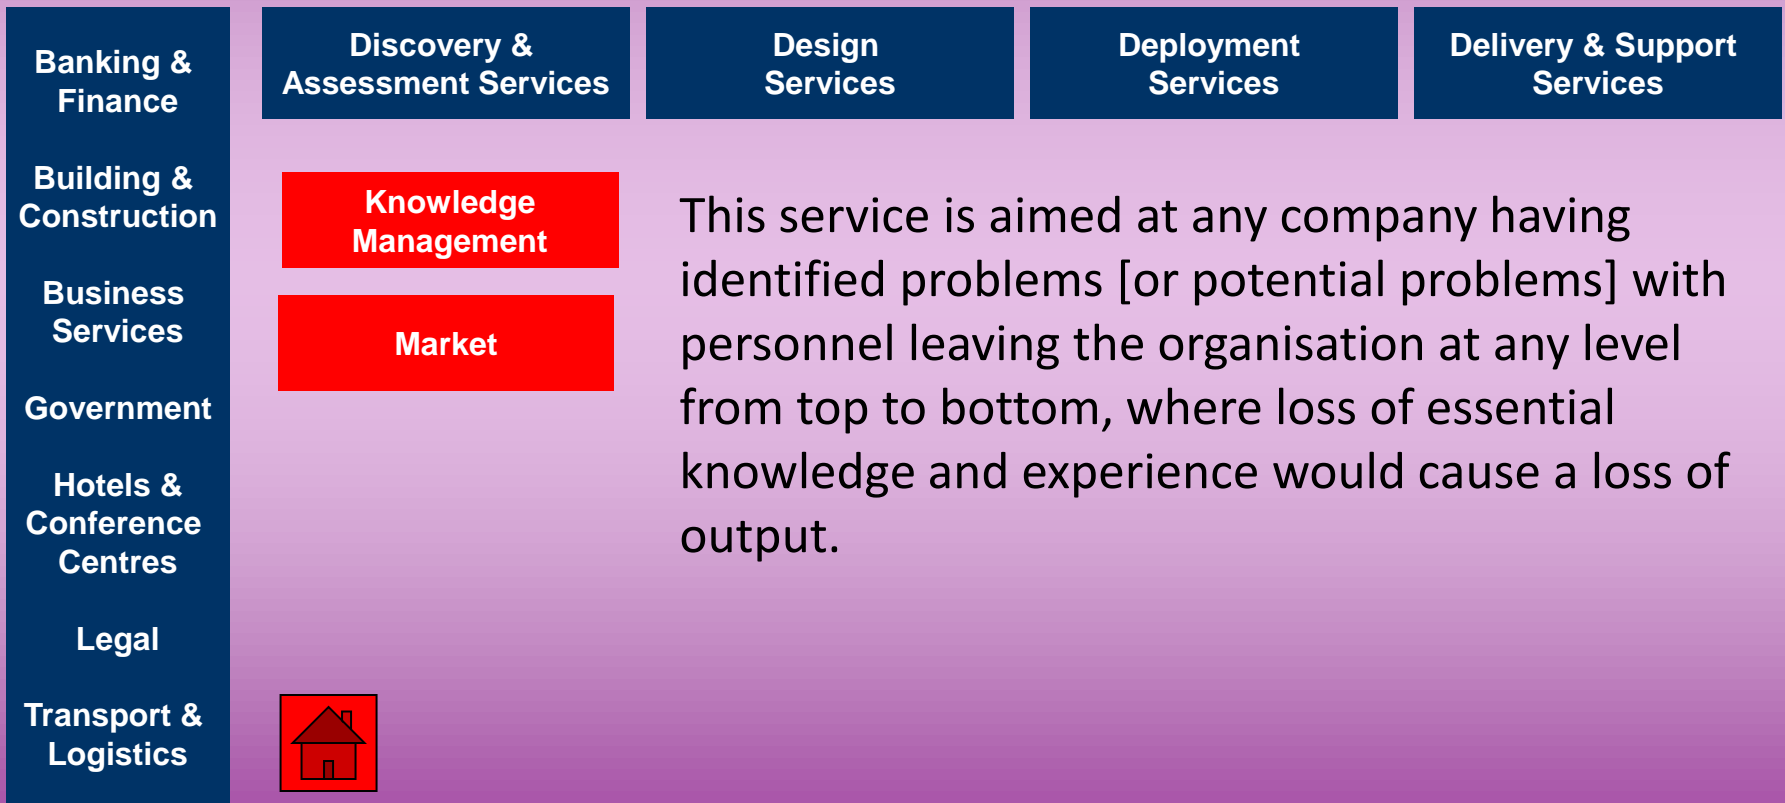 Banking &
Finance
Building &
Construction
Business
Services
Government
Hotels &
Conference
Centres
Legal
Transport &
Logistics
Discovery &
Assessment Services
Design
Services
Deployment
Services
Delivery & Support
Services
Knowledge
Management
Market
This service is aimed at any company having
identified problems [or potential problems] with
personnel leaving the organisation at any level
from top to bottom, where loss of essential
knowledge and experience would cause a loss of
output.